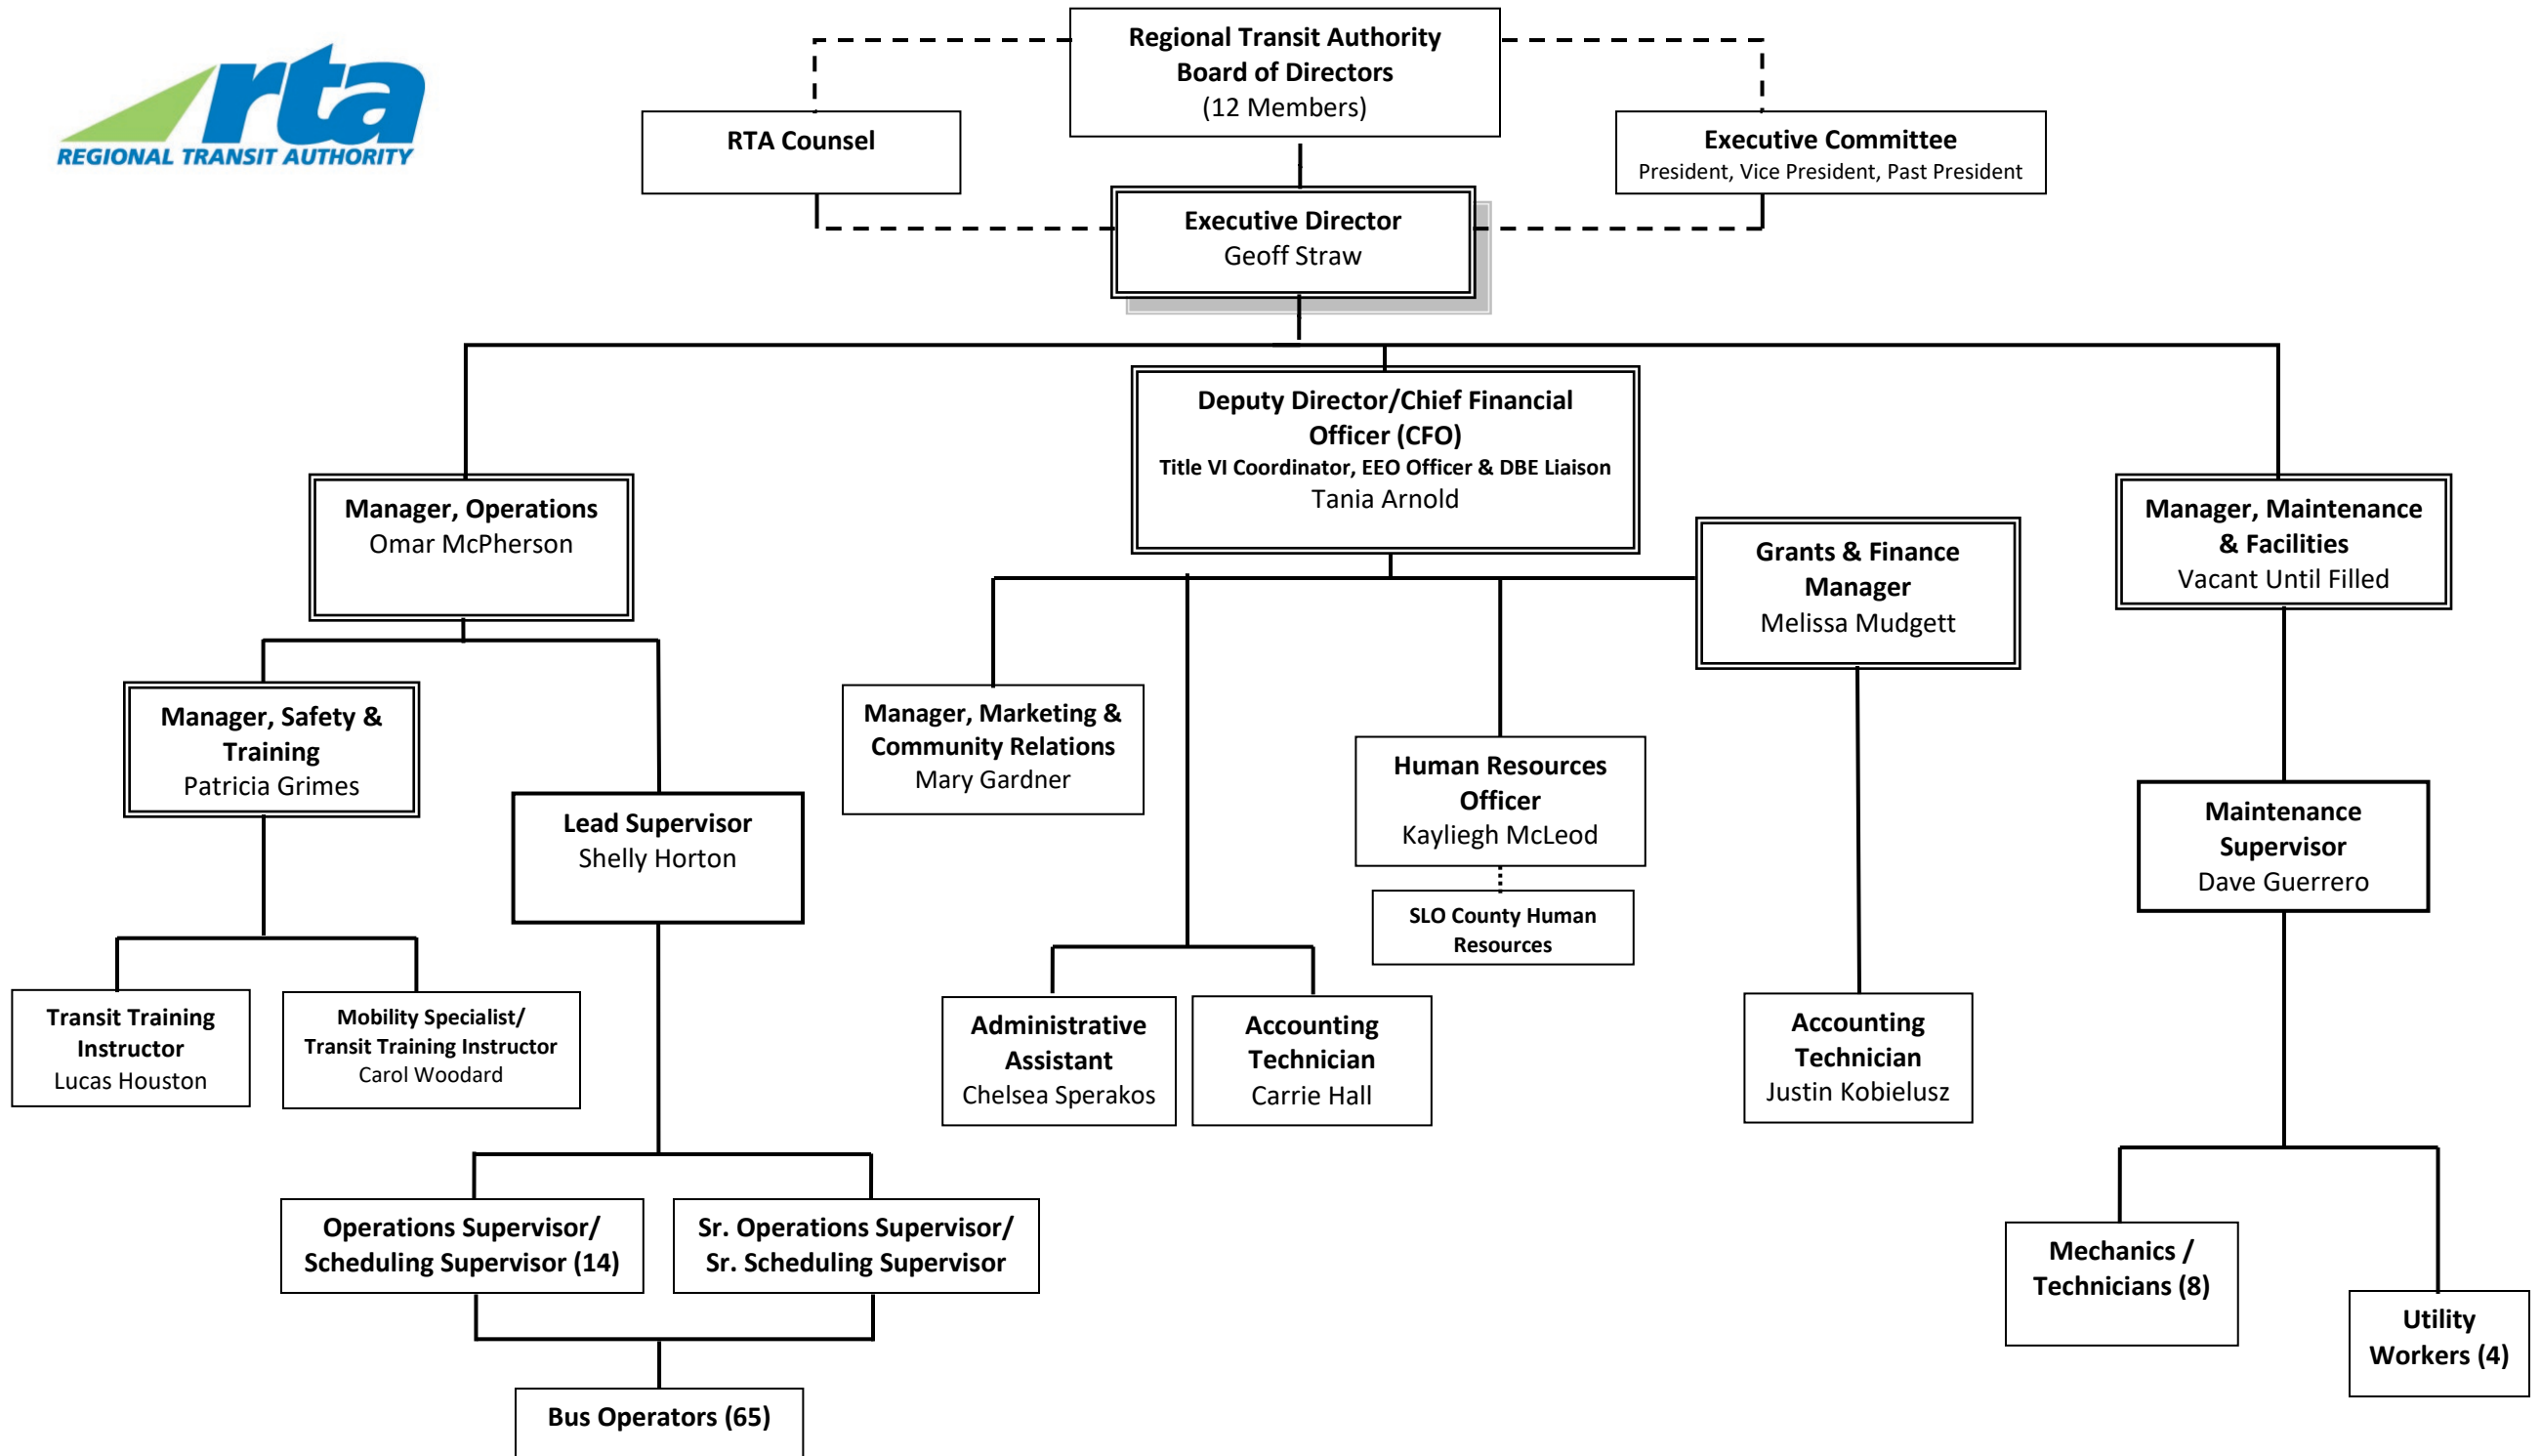 rta
REGIONAL TRANSIT AUTHORITY
Regional Transit Authority
Board of Directors
(12 Members)
RTA Counsel
Executive Committee
President, Vice President, Past President
Executive Director
Geoff Straw
Deputy Director/Chief Financial
Officer (CFO)
Title VI Coordinator, EEO Officer & DBE Liaison
Tania Arnold
Manager, Operations
Omar McPherson
Grants & Finance
Manager
Melissa Mudgett
Manager, Maintenance
& Facilities
Vacant Until Filled
Manager, Safety &
Training
Patricia Grimes
Lead Supervisor
Shelly Horton
Manager, Marketing &
Community Relations
Mary Gardner
Human Resources
Officer
Kayliegh McLeod
SLO County Human
Resources
Maintenance
Supervisor
Dave Guerrero
Transit Training
Instructor
Lucas Houston
Mobility Specialist/
Transit Training Instructor
Carol Woodard
Administrative
Assistant
Chelsea Sperakos
Accounting
Technician
Carrie Hall
Accounting
Technician
Justin Kobielusz
Operations Supervisor/
Scheduling Supervisor (14)
Sr. Operations Supervisor/
Sr. Scheduling Supervisor
Mechanics /
Technicians (8)
Utility
Workers (4)
Bus Operators (65)